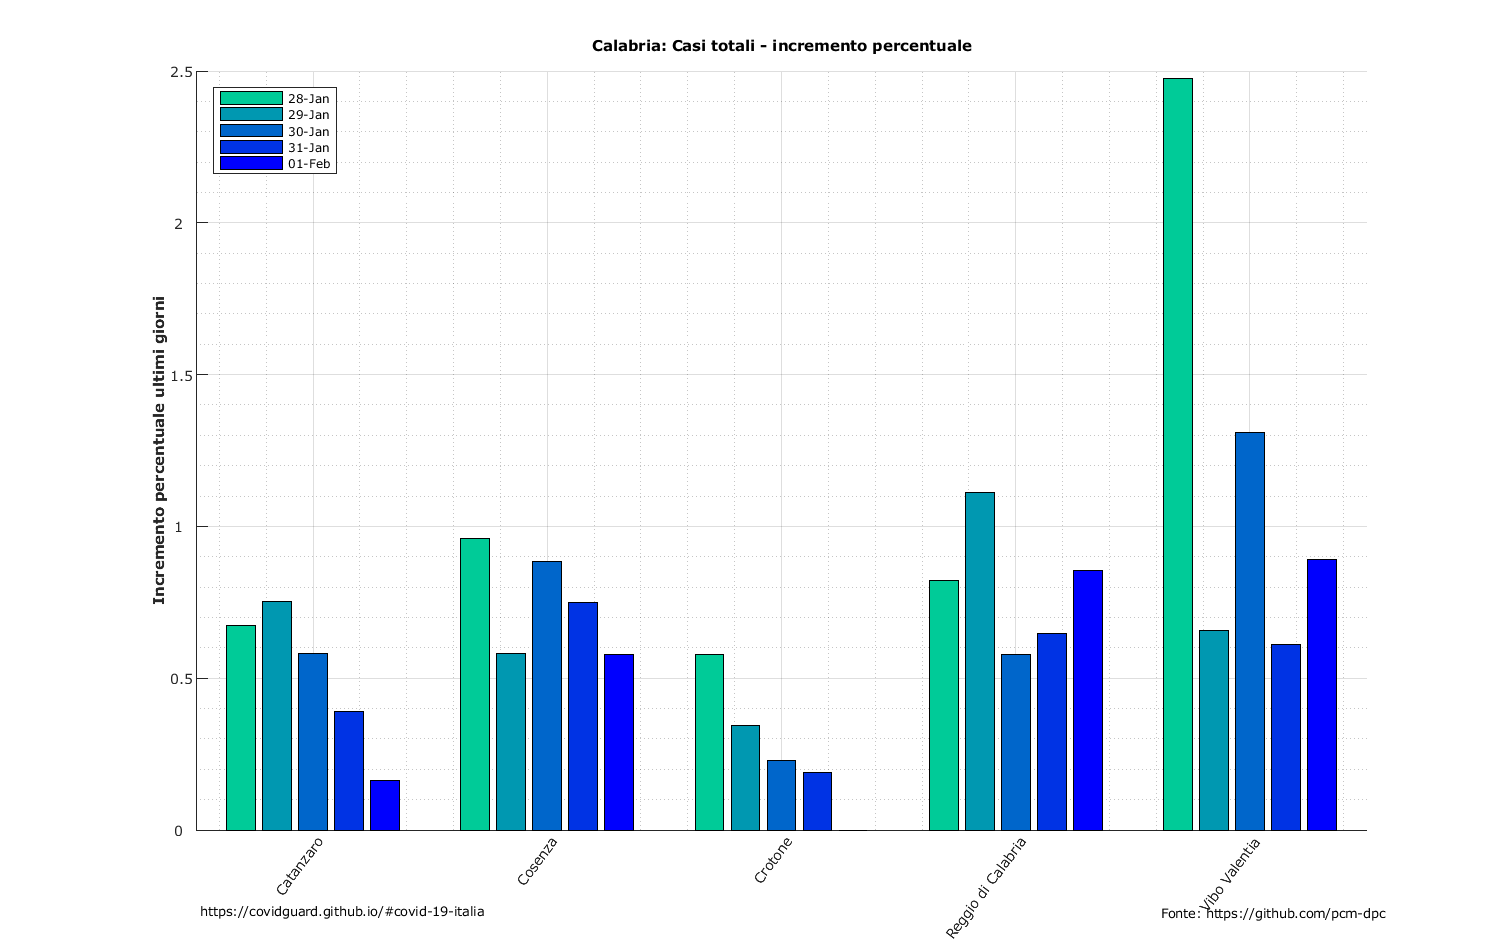 Calabria: Casi totali - incremento percentuale
28-Jan
29-Jan
30-Jan
31-Jan
01-Feb
Incremento percentuale ultimi giorni
2.5
2
1.5
1
0.5
0
Catanzaro
Cosenza
Crotone
Reggio di Calabria
Vibo Valentia
https://covidguard.github.io/#covid-19-italia
Fonte: https://github.com/pcm-dpc